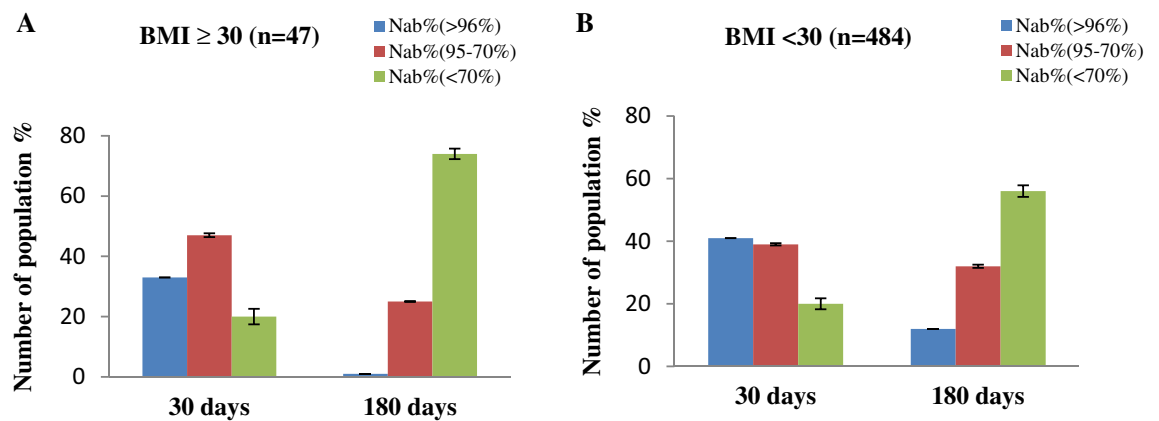 A
BMI ≥ 30 (n=47)
Nab%(>96%)
Nab%(95-70%)
Nab%(<70%)
Number of population %
80
60
40
20
0
30 days
180 days
B
BMI <30 (n=484)
Nab%(>96%)
Nab%(95-70%)
Nab%(<70%)
Number of population %
80
60
40
20
0
30 days
180 days